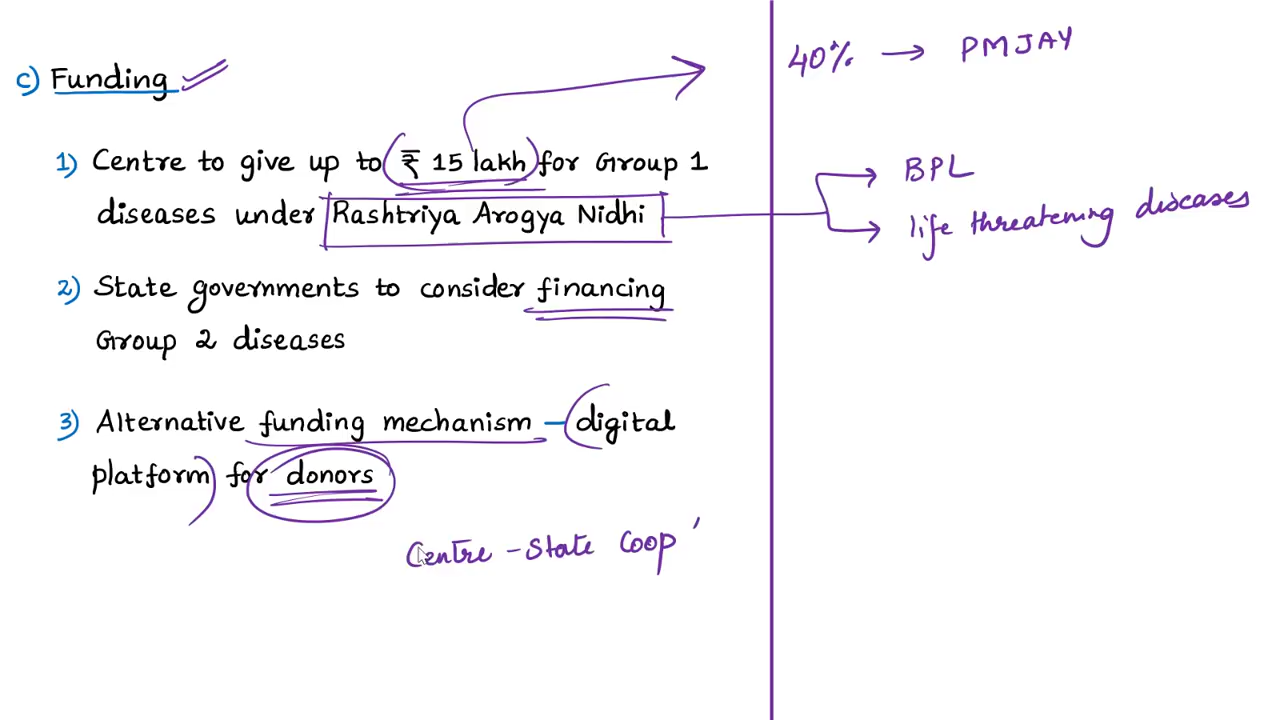 c) Funding
1) Centre to give up to ₹ 15 lakh for Group 1
diseases under Rashtriya Arogya Nidhi
2) State governments to consider financing
Group 2 diseases
3) Alternative funding mechanism – digital
platform for donors
Centre - State Coop'
40% → PMJAY
BPL
life threatening diseases